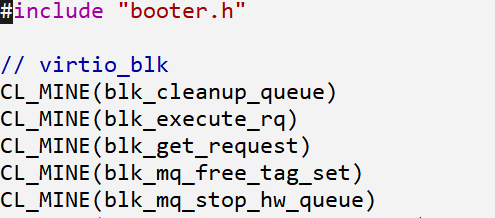 #include "booter.h"
// virtio_blk
CL_MINE(blk_cleanup_queue)
CL_MINE(blk_execute_rq)
CL_MINE(blk_get_request)
CL_MINE(blk_mq_free_tag_set)
CL_MINE(blk_mq_stop_hw_queue)